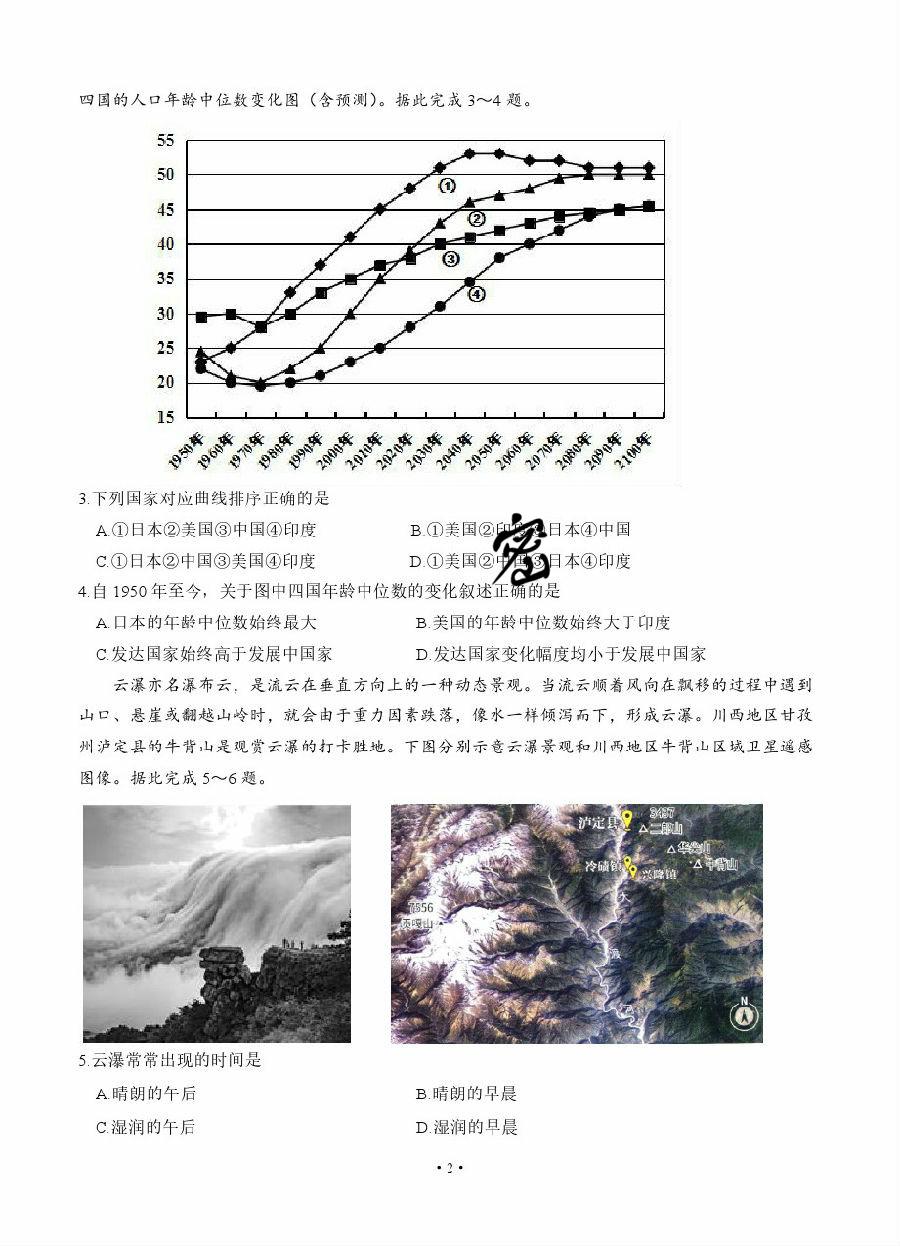 四国的人口年龄中位数变化图（含预测）。据此完成3～4题。
55
50
45
40
35
30
25
20
15
① ② ③ ④
1950年 1960年 1970年 1980年 1990年 2000年 2010年 2020年 2030年 2040年 2050年 2060年 2070年 2080年 2090年 2100年
3.下列国家对应曲线排序正确的是
A.①日本②美国③中国④印度 B.①美国②印度③日本④中国
C.①日本②中国③美国④印度 D.①美国②中国③日本④印度
密
4.自1950年至今，关于图中四国年龄中位数的变化叙述正确的是
A.日本的年龄中位数始终最大 B.美国的年龄中位数始终大于印度
C.发达国家始终高于发展中国家 D.发达国家变化幅度均小于发展中国家
云瀑亦名瀑布云，是流云在垂直方向上的一种动态景观。当流云顺着风向在飘移的过程中遇到
山口、悬崖或翻越山岭时，就会由于重力因素跌落，像水一样倾泻而下，形成云瀑。川西地区甘孜
州泸定县的牛背山是观赏云瀑的打卡胜地。下图分别示意云瀑景观和川西地区牛背山区域卫星遥感
图像。据此完成5～6题。
泸定县 3437
二郎山
华尖山
冷碛镇 兴隆镇 牛背山
大
7556
贡嘎山
N
5.云瀑常常出现的时间是
A.晴朗的午后 B.晴朗的早晨
C.湿润的午后 D.湿润的早晨
·2·